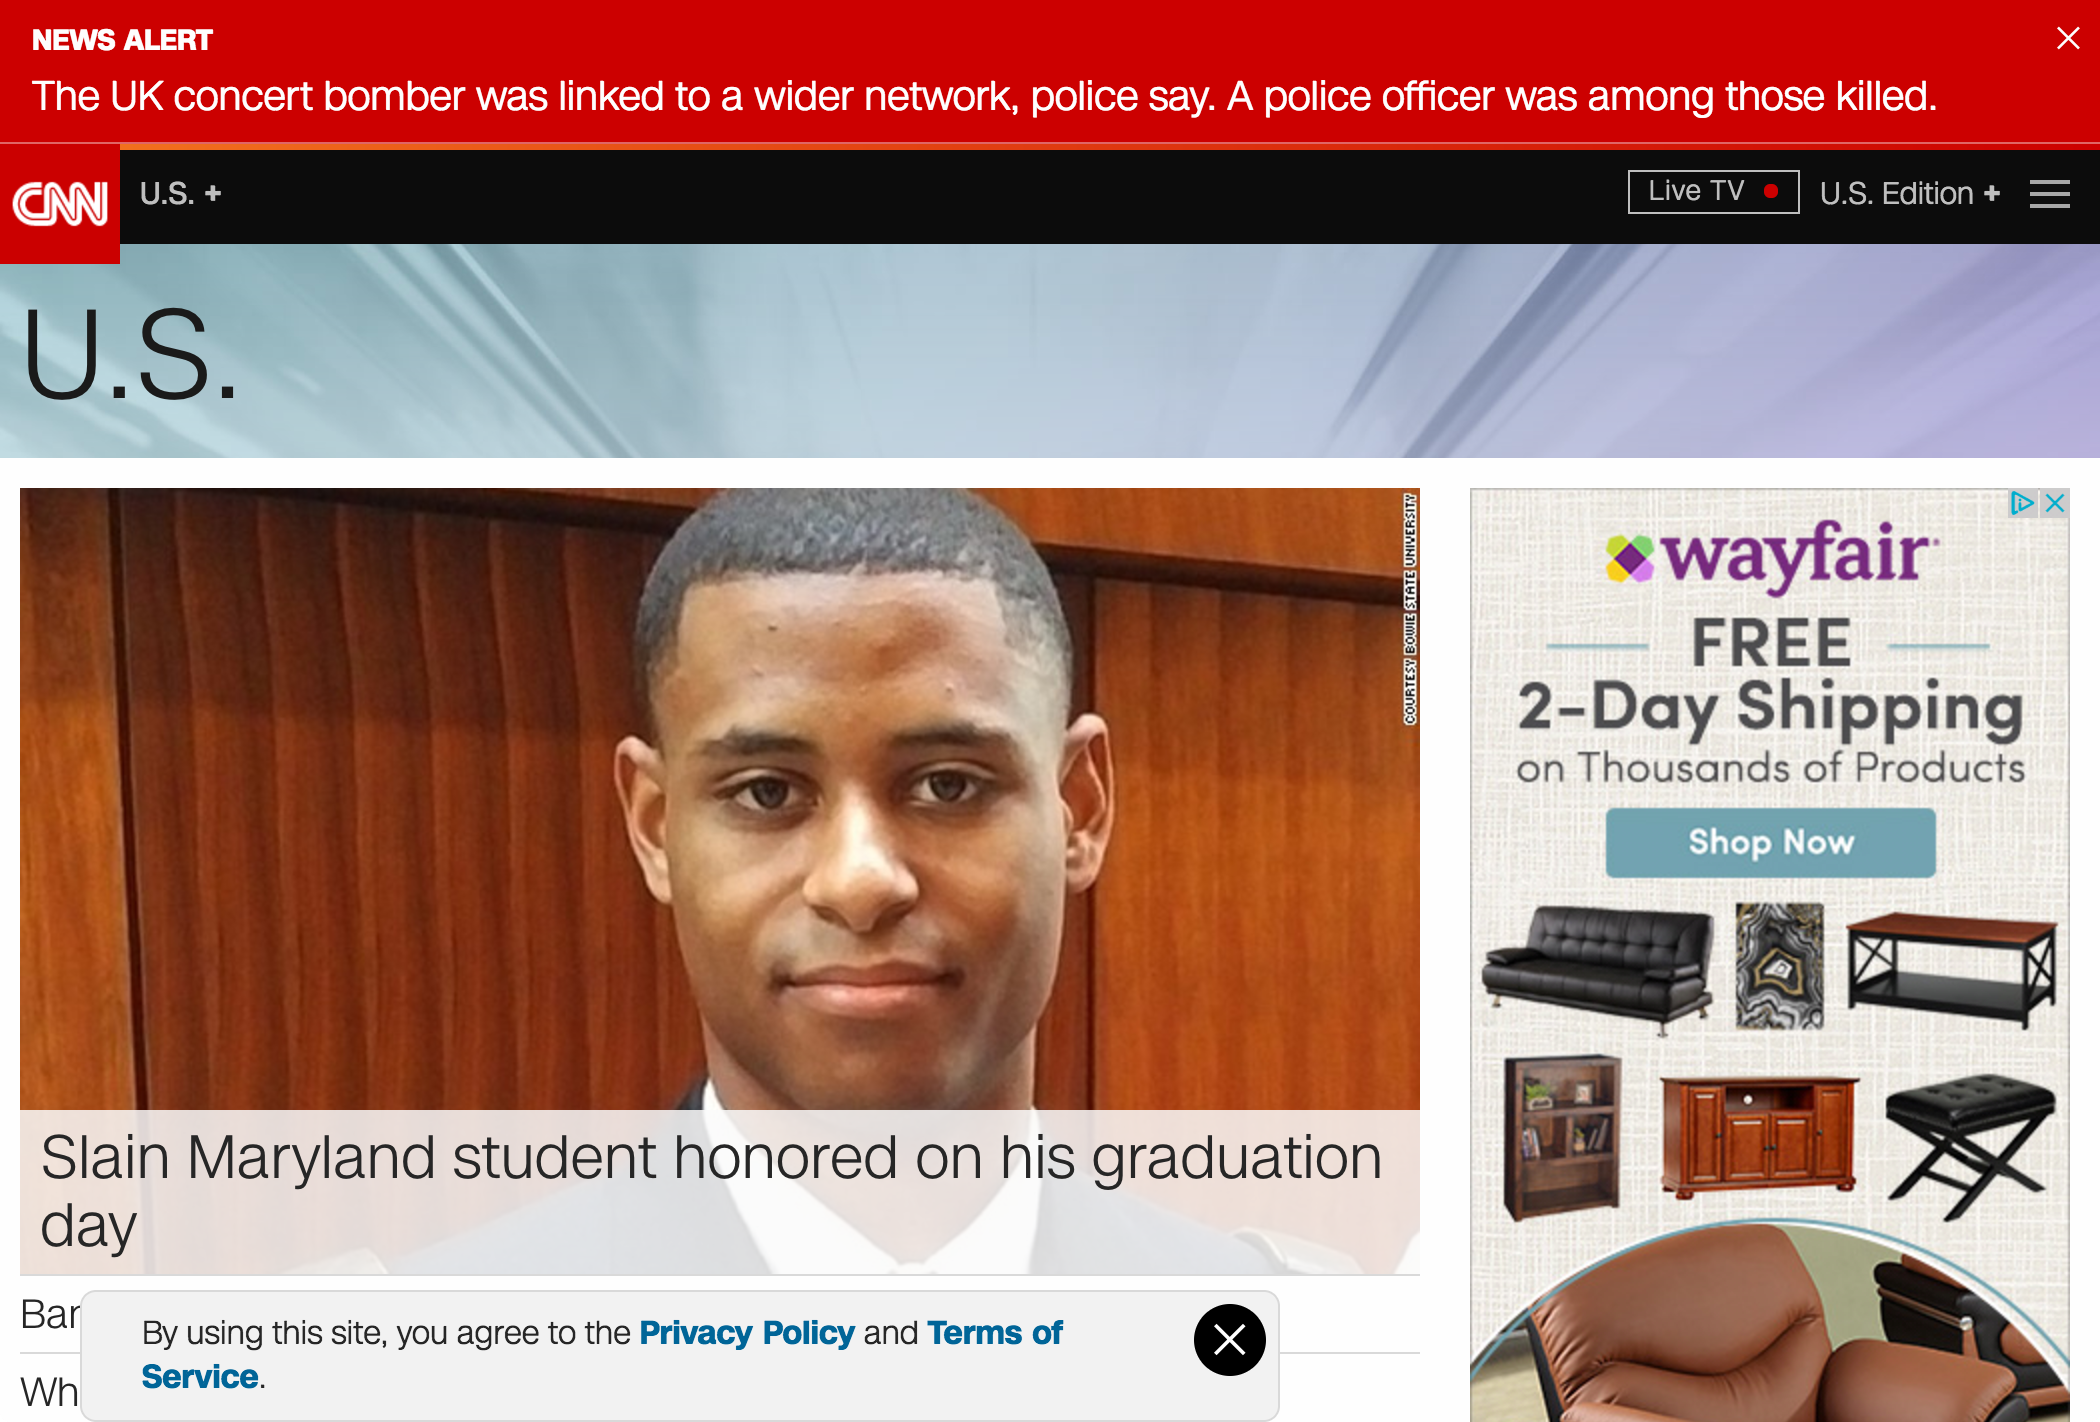 NEWS ALERT
The UK concert bomber was linked to a wider network, police say. A police officer was among those killed.
CNN
U.S. +
Live TV
U.S. Edition +
U.S.
COURTESY BOWIE STATE UNIVERSITY
Slain Maryland student honored on his graduation
day
By using this site, you agree to the Privacy Policy and Terms of
Service.
wayfair
FREE
2-Day Shipping
on Thousands of Products
Shop Now